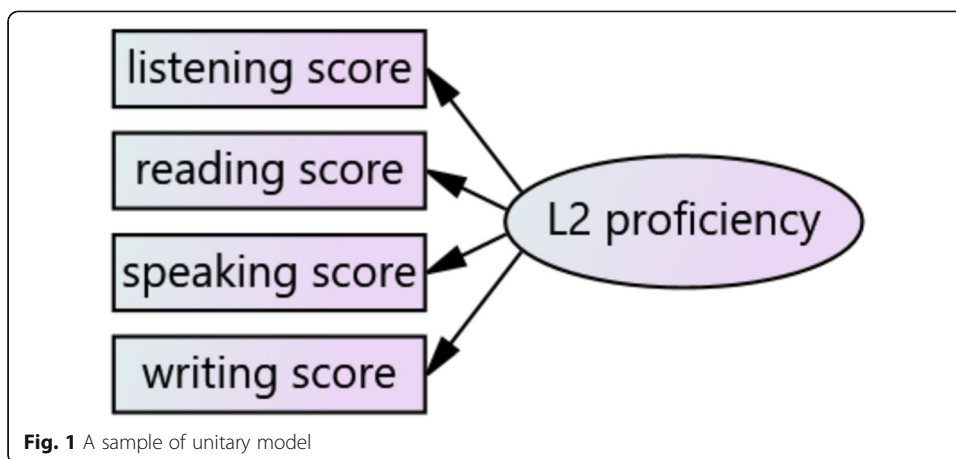 listening score
reading score
L2 proficiency
speaking score
writing score
Fig. 1 A sample of unitary model